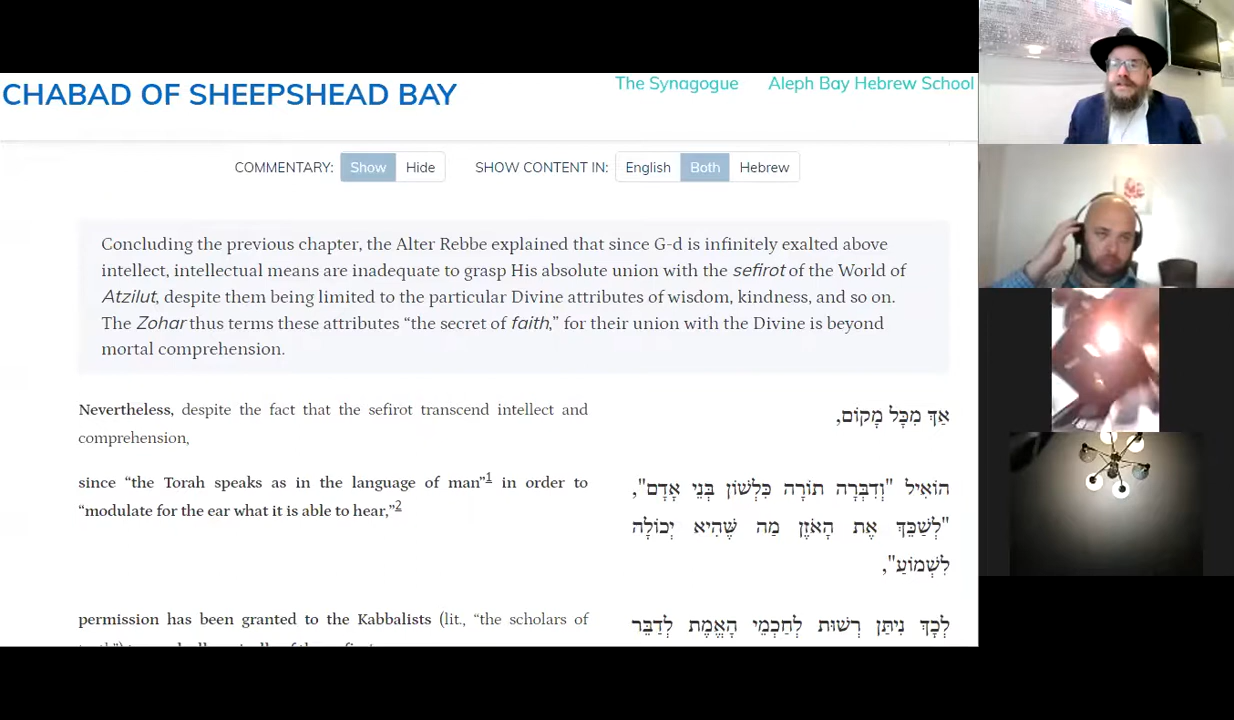 CHABAD OF SHEEPSHEAD BAY
The Synagogue Aleph Bay Hebrew School
COMMENTARY: Show Hide SHOW CONTENT IN: English Both Hebrew
Concluding the previous chapter, the Alter Rebbe explained that since G-d is infinitely exalted above
intellect, intellectual means are inadequate to grasp His absolute union with the sefirot of the World of
Atzilut, despite them being limited to the particular Divine attributes of wisdom, kindness, and so on.
The Zohar thus terms these attributes “the secret of faith,” for their union with the Divine is beyond
mortal comprehension.
Nevertheless, despite the fact that the sefirot transcend intellect and
comprehension,
אַךְ מִכָּל מָקוֹם,
since “the Torah speaks as in the language of man”1 in order to
“modulate for the ear what it is able to hear,”2
הוֹאִיל "וְדִבְּרָה תוֹרָה כִּלְשׁוֹן בְּנֵי אָדָם",
"לְשַׁכֵּךְ אֶת הָאֹזֶן מַה שֶּׁהִיא יְכוֹלָה
לִשְׁמוֹעַ",
permission has been granted to the Kabbalists (lit., “the scholars of
לְכָךְ נִיתַּן רְשׁוּת לְחַכְמֵי הָאֱמֶת לְדַבֵּר